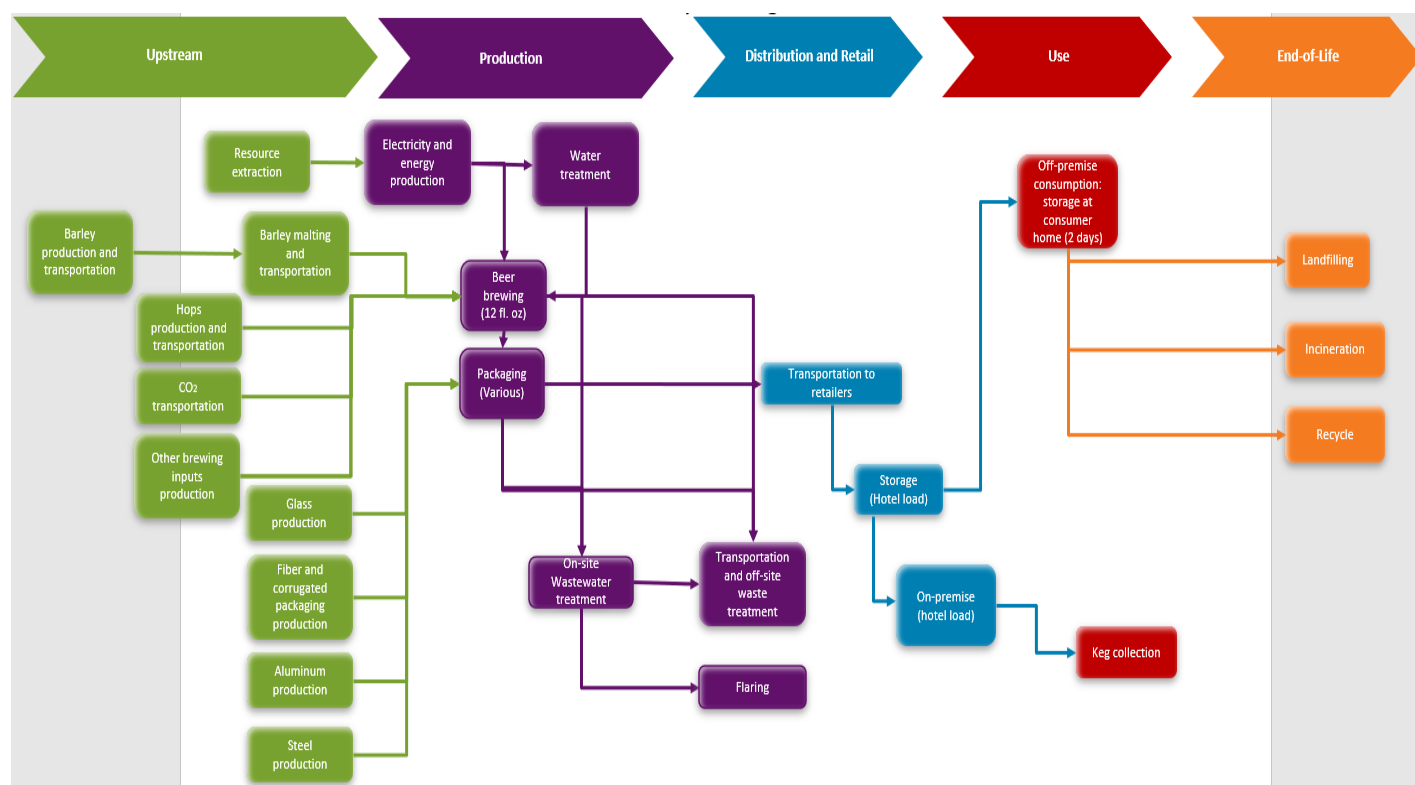 Upstream
Production
Distribution and Retail
Use
End-of-Life
Resource
extraction
Electricity and
energy
production
Water
treatment
Off-premise
consumption:
storage at
consumer
home (2 days)
Barley
production and
transportation
Barley malting
and
transportation
Landfilling
Beer
brewing
(12 fl. oz)
Hops
production and
transportation
Incineration
Packaging
(Various)
Transportation to
retailers
CO2
transportation
Recycle
Other brewing
inputs
production
Storage
(Hotel load)
Glass
production
On-site
Wastewater
treatment
Transportation
and off-site
waste
treatment
Fiber and
corrugated
packaging
production
On-premise
(hotel load)
Keg collection
Aluminum
production
Flaring
Steel
production